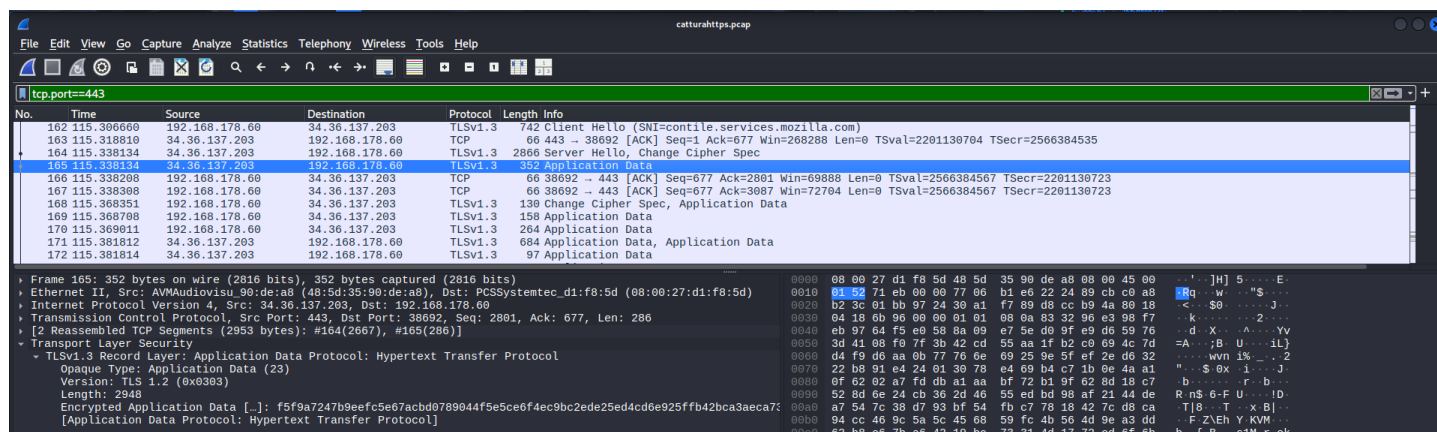 catturahttps.pcap
File Edit View Go Capture Analyze Statistics Telephony Wireless Tools Help
tcp.port==443
No. Time Source Destination Protocol Length Info
162 115.306660 192.168.178.60 34.36.137.203 TLSv1.3 742 Client Hello (SNI=contile.services.mozilla.com)
163 115.318810 34.36.137.203 192.168.178.60 TCP 66 443 → 38692 [ACK] Seq=1 Ack=677 Win=268288 Len=0 TSval=2201130704 TSecr=2566384535
164 115.338134 34.36.137.203 192.168.178.60 TLSv1.3 2866 Server Hello, Change Cipher Spec
165 115.338134 34.36.137.203 192.168.178.60 TLSv1.3 352 Application Data
166 115.338208 192.168.178.60 34.36.137.203 TCP 66 38692 → 443 [ACK] Seq=677 Ack=2801 Win=69888 Len=0 TSval=2566384567 TSecr=2201130723
167 115.338308 192.168.178.60 34.36.137.203 TCP 66 38692 → 443 [ACK] Seq=677 Ack=3087 Win=72704 Len=0 TSval=2566384567 TSecr=2201130723
168 115.368351 192.168.178.60 34.36.137.203 TLSv1.3 130 Change Cipher Spec, Application Data
169 115.368708 192.168.178.60 34.36.137.203 TLSv1.3 158 Application Data
170 115.369011 192.168.178.60 34.36.137.203 TLSv1.3 264 Application Data
171 115.381812 34.36.137.203 192.168.178.60 TLSv1.3 684 Application Data, Application Data
172 115.381814 34.36.137.203 192.168.178.60 TLSv1.3 97 Application Data
Frame 165: 352 bytes on wire (2816 bits), 352 bytes captured (2816 bits)
Ethernet II, Src: AVMAudiovisu_90:de:a8 (48:5d:35:90:de:a8), Dst: PCSSystemtec_d1:f8:5d (08:00:27:d1:f8:5d)
Internet Protocol Version 4, Src: 34.36.137.203, Dst: 192.168.178.60
Transmission Control Protocol, Src Port: 443, Dst Port: 38692, Seq: 2801, Ack: 677, Len: 286
[2 Reassembled TCP Segments (2953 bytes): #164(2667), #165(286)]
Transport Layer Security
TLSv1.3 Record Layer: Application Data Protocol: Hypertext Transfer Protocol
Opaque Type: Application Data (23)
Version: TLS 1.2 (0x0303)
Length: 2948
Encrypted Application Data […]: f5f9a7247b9eefc5e67acbd0789044f5e5ce6f4ec9bc2ede25ed4cd6e925ffb42bca3aeca73
[Application Data Protocol: Hypertext Transfer Protocol]
0000 08 00 27 d1 f8 5d 48 5d 35 90 de a8 08 00 45 00 ··'··]H] 5·····E·
0010 01 52 71 eb 00 00 77 06 b1 e6 22 24 89 cb c0 a8 ·Rq···w· ··"$····
0020 b2 3c 01 bb 97 24 30 a1 f7 89 d8 cc b9 4a 80 18 ·<···$0· ·····J··
0030 04 18 6b 96 00 00 01 01 08 0a 83 32 96 e3 98 f7 ··k····· ···2····
0040 eb 97 64 f5 e0 58 8a 09 e7 5e d0 9f e9 d6 59 76 ··d··X·· ·^····Yv
0050 3d 41 08 f0 7f 3b 42 cd 55 aa 1f b2 c0 69 4c 7d =A···;B· U····iL}
0060 d4 f9 d6 aa 0b 77 76 6e 69 25 9e 5f ef 2e d6 32 ·····wvn i%·_·.·2
0070 22 b8 91 e4 24 01 30 78 e4 69 b4 c7 1b 0e 4a a1 "···$·0x ·i····J·
0080 0f 62 02 a7 fd db a1 aa bf 72 b1 9f 62 8d 18 c7 ·b······ ·r··b···
0090 52 8d 6e 24 cb 36 2d 46 55 ed bd 98 af 21 44 de R·n$·6-F U····!D·
00a0 a7 54 7c 38 d7 93 bf 54 fb c7 78 18 42 7c d8 ca ·T|8···T ··x·B|··
00b0 94 cc 46 9c 5a 5c 45 68 59 fc 4b 56 4d 9e a3 dd ··F·Z\Eh Y·KVM···